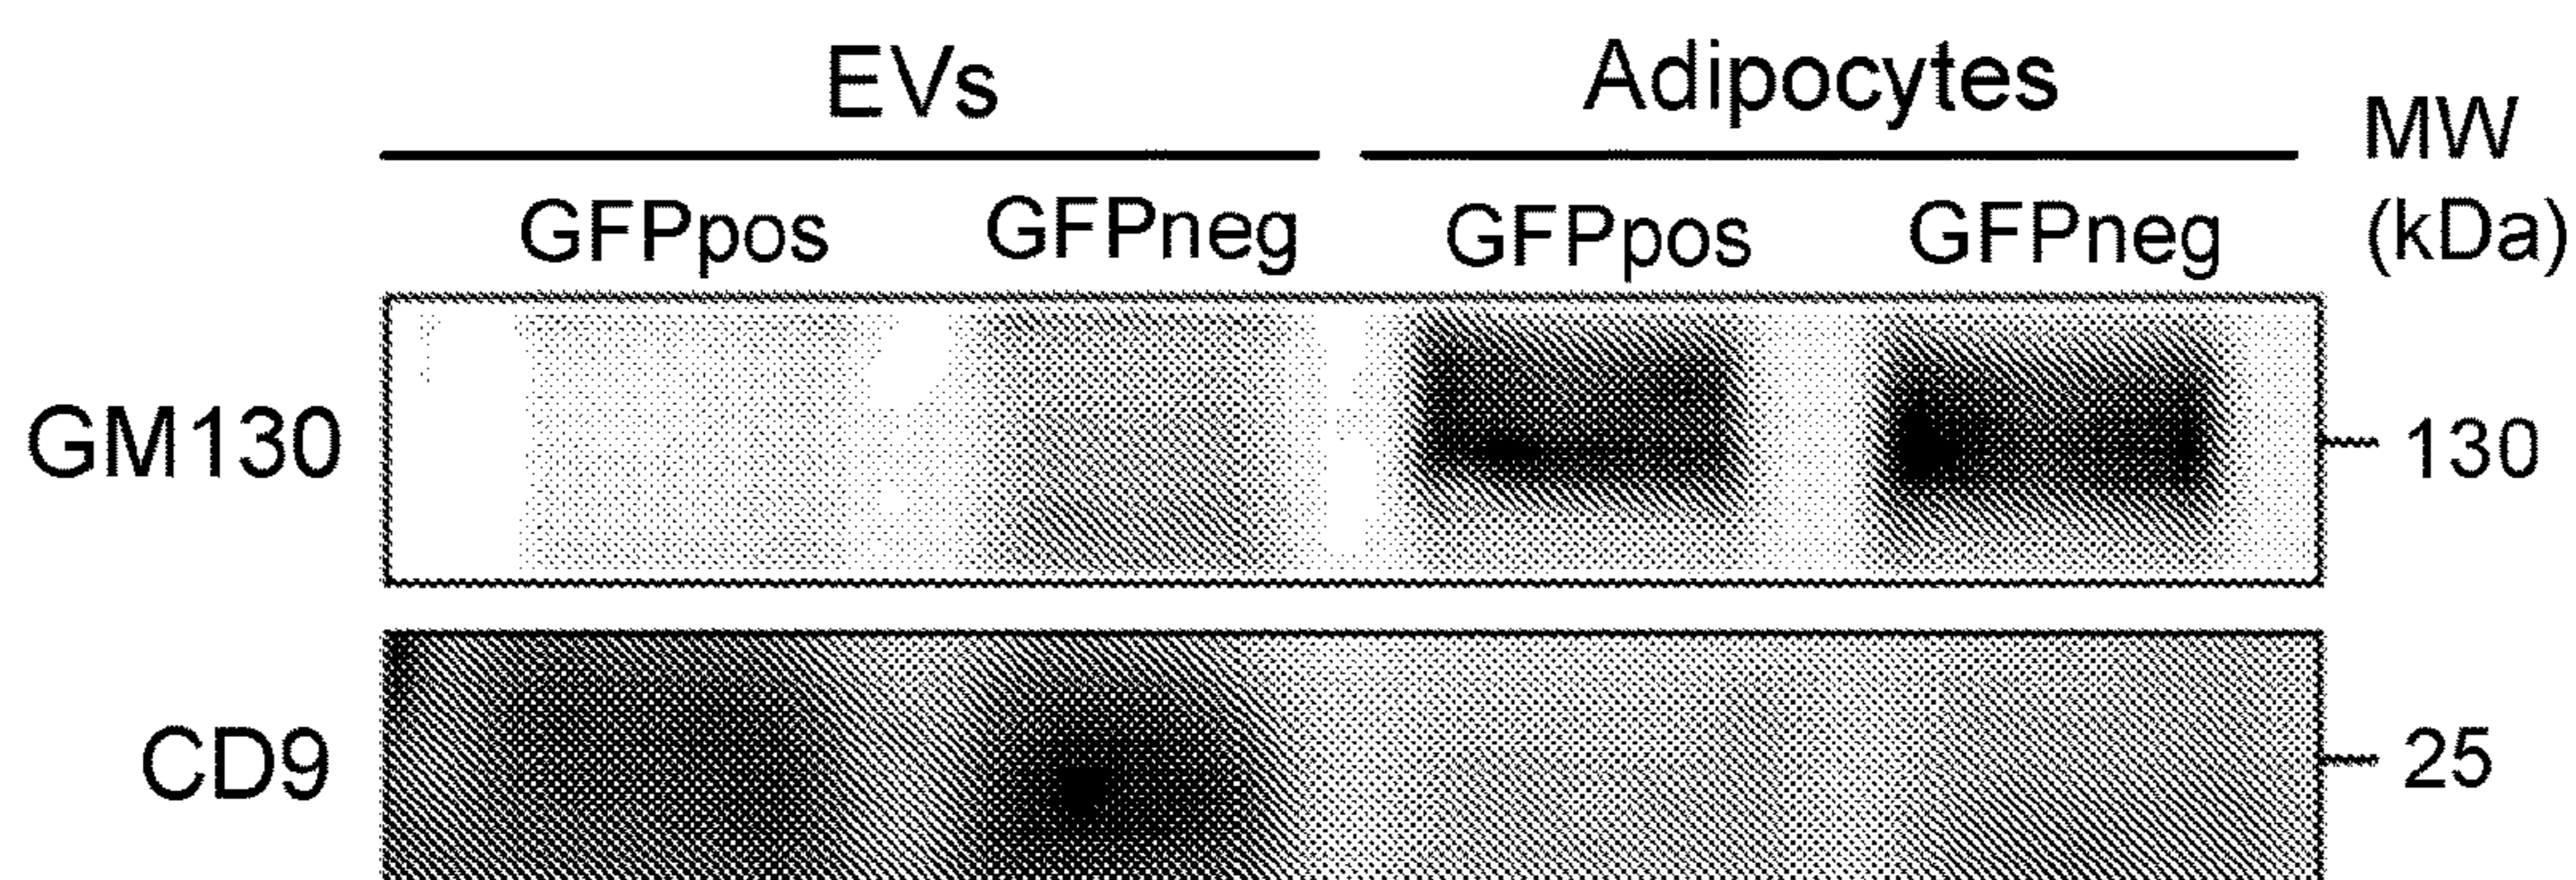 EVs Adipocytes MW
GFPpos GFPneg GFPpos GFPneg (kDa)
GM130 130
CD9 25